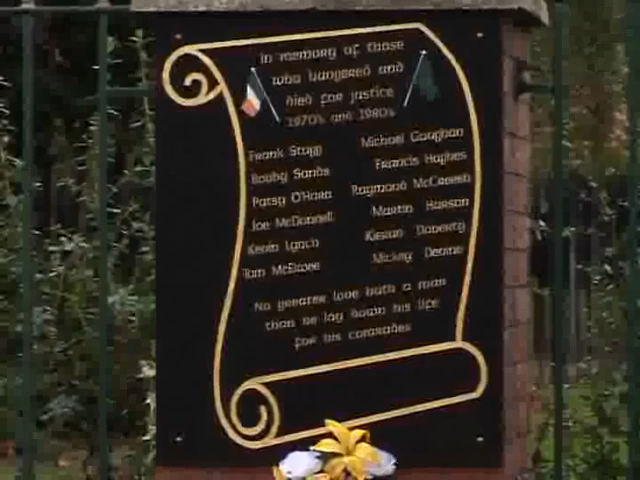 In memory of those
who hungered and
died for justice
1970s and 1980s
Frank Stagg Michael Gaughan
Bobby Sands Francis Hughes
Patsy O'Hara Raymond McCreesh
Joe McDonnell Martin Hurson
Kevin Lynch Kieran Doherty
Tom McElwee Mickey Devine
No greater love hath a man
than he lay down his life
for his comrades